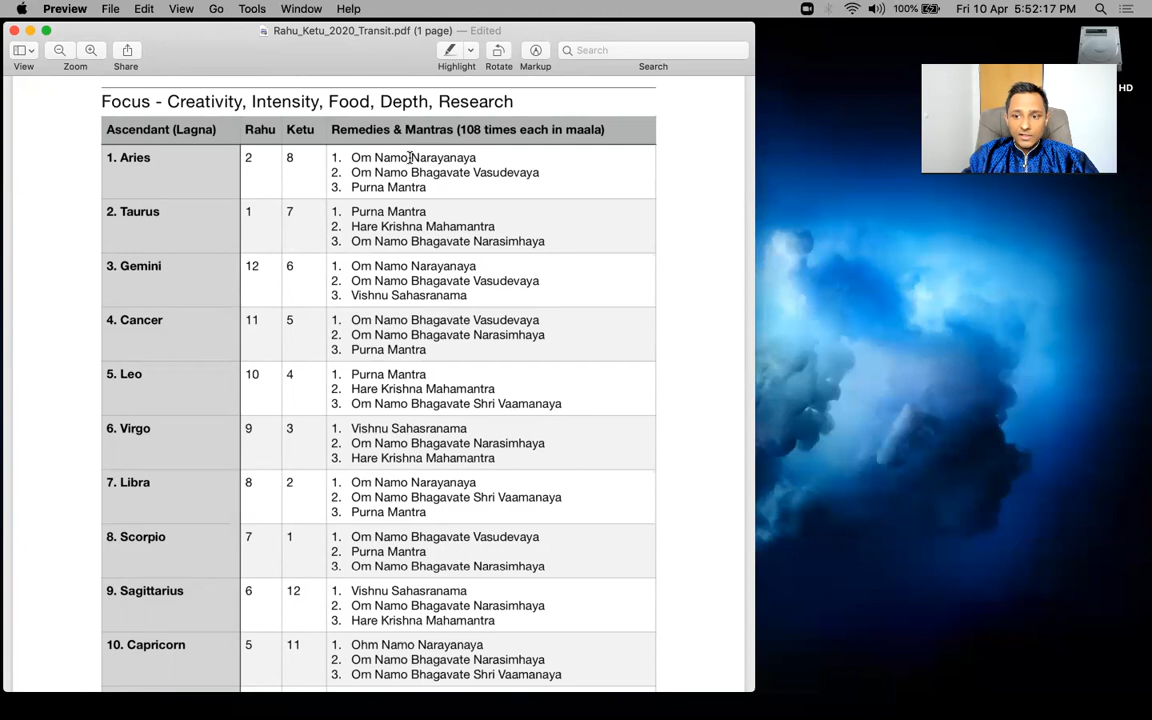 Preview File Edit View Go Tools Window Help 100% Fri 10 Apr 5:52:17 PM
Rahu_Ketu_2020_Transit.pdf (1 page) — Edited
Search
View Zoom Share Highlight Rotate Markup Search
HD
Focus - Creativity, Intensity, Food, Depth, Research
Ascendant (Lagna) Rahu Ketu Remedies & Mantras (108 times each in maala)
1. Aries 2 8 1. Om Namo Narayanaya
2. Om Namo Bhagavate Vasudevaya
3. Purna Mantra
2. Taurus 1 7 1. Purna Mantra
2. Hare Krishna Mahamantra
3. Om Namo Bhagavate Narasimhaya
3. Gemini 12 6 1. Om Namo Narayanaya
2. Om Namo Bhagavate Vasudevaya
3. Vishnu Sahasranama
4. Cancer 11 5 1. Om Namo Bhagavate Vasudevaya
2. Om Namo Bhagavate Narasimhaya
3. Purna Mantra
5. Leo 10 4 1. Purna Mantra
2. Hare Krishna Mahamantra
3. Om Namo Bhagavate Shri Vaamanaya
6. Virgo 9 3 1. Vishnu Sahasranama
2. Om Namo Bhagavate Narasimhaya
3. Hare Krishna Mahamantra
7. Libra 8 2 1. Om Namo Narayanaya
2. Om Namo Bhagavate Shri Vaamanaya
3. Purna Mantra
8. Scorpio 7 1 1. Om Namo Bhagavate Vasudevaya
2. Purna Mantra
3. Om Namo Bhagavate Narasimhaya
9. Sagittarius 6 12 1. Vishnu Sahasranama
2. Om Namo Bhagavate Narasimhaya
3. Hare Krishna Mahamantra
10. Capricorn 5 11 1. Ohm Namo Narayanaya
2. Om Namo Bhagavate Narasimhaya
3. Om Namo Bhagavate Shri Vaamanaya